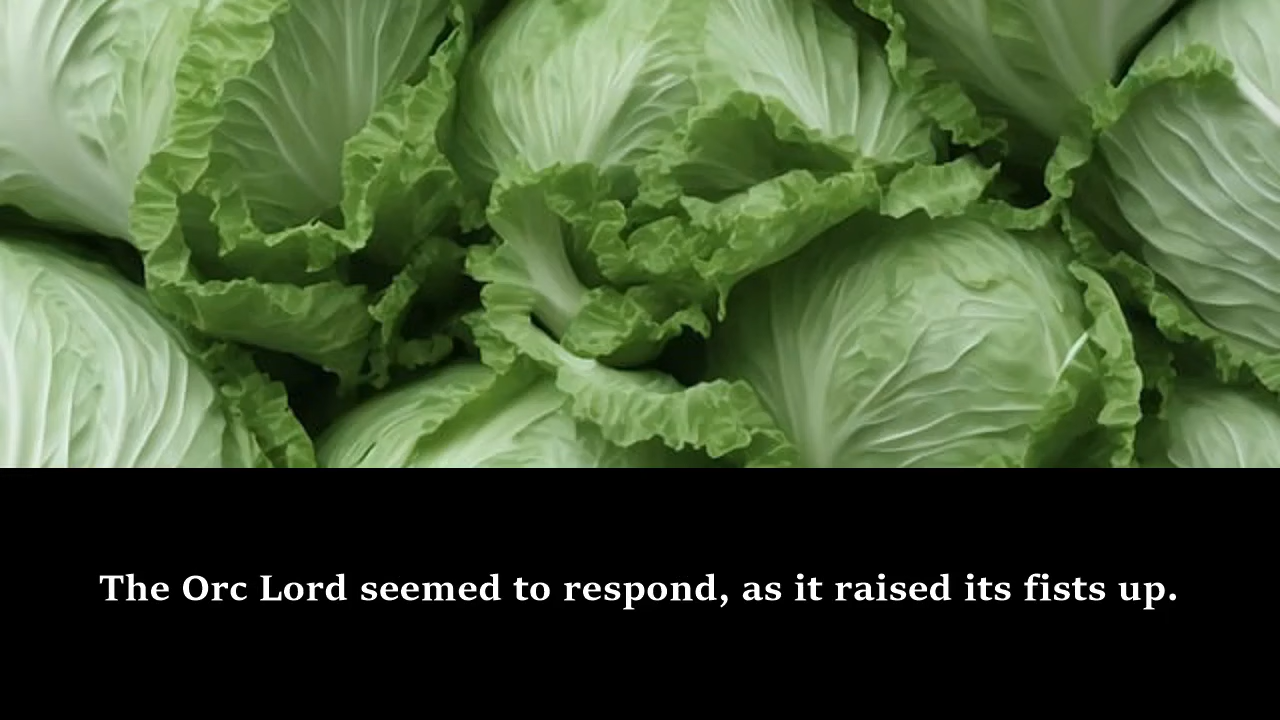 The Orc Lord seemed to respond, as it raised its fists up.